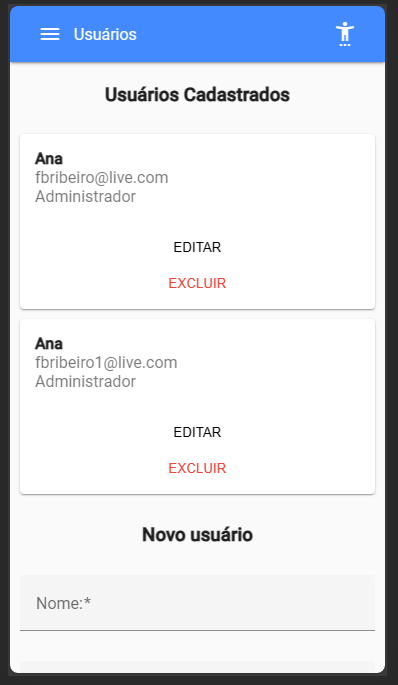 Usuários
Usuários Cadastrados
Ana
fbribeiro@live.com
Administrador
EDITAR
EXCLUIR
Ana
fbribeiro1@live.com
Administrador
EDITAR
EXCLUIR
Novo usuário
Nome:*